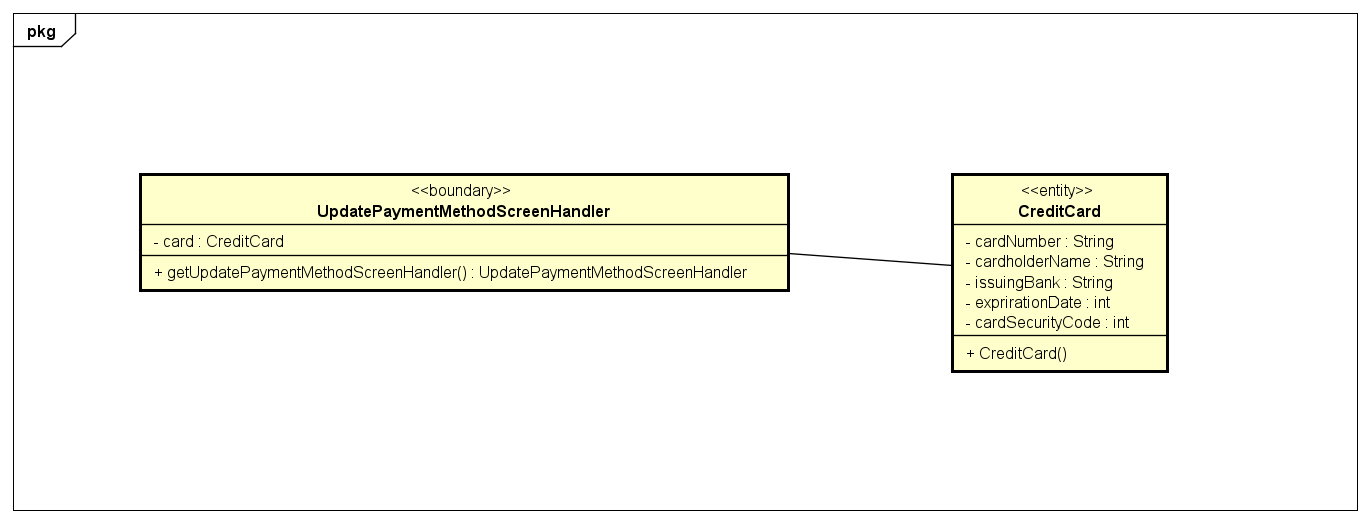 pkg
<<boundary>>
UpdatePaymentMethodScreenHandler
- card : CreditCard
+ getUpdatePaymentMethodScreenHandler() : UpdatePaymentMethodScreenHandler
<<entity>>
CreditCard
- cardNumber : String
- cardholderName : String
- issuingBank : String
- exprirationDate : int
- cardSecurityCode : int
+ CreditCard()